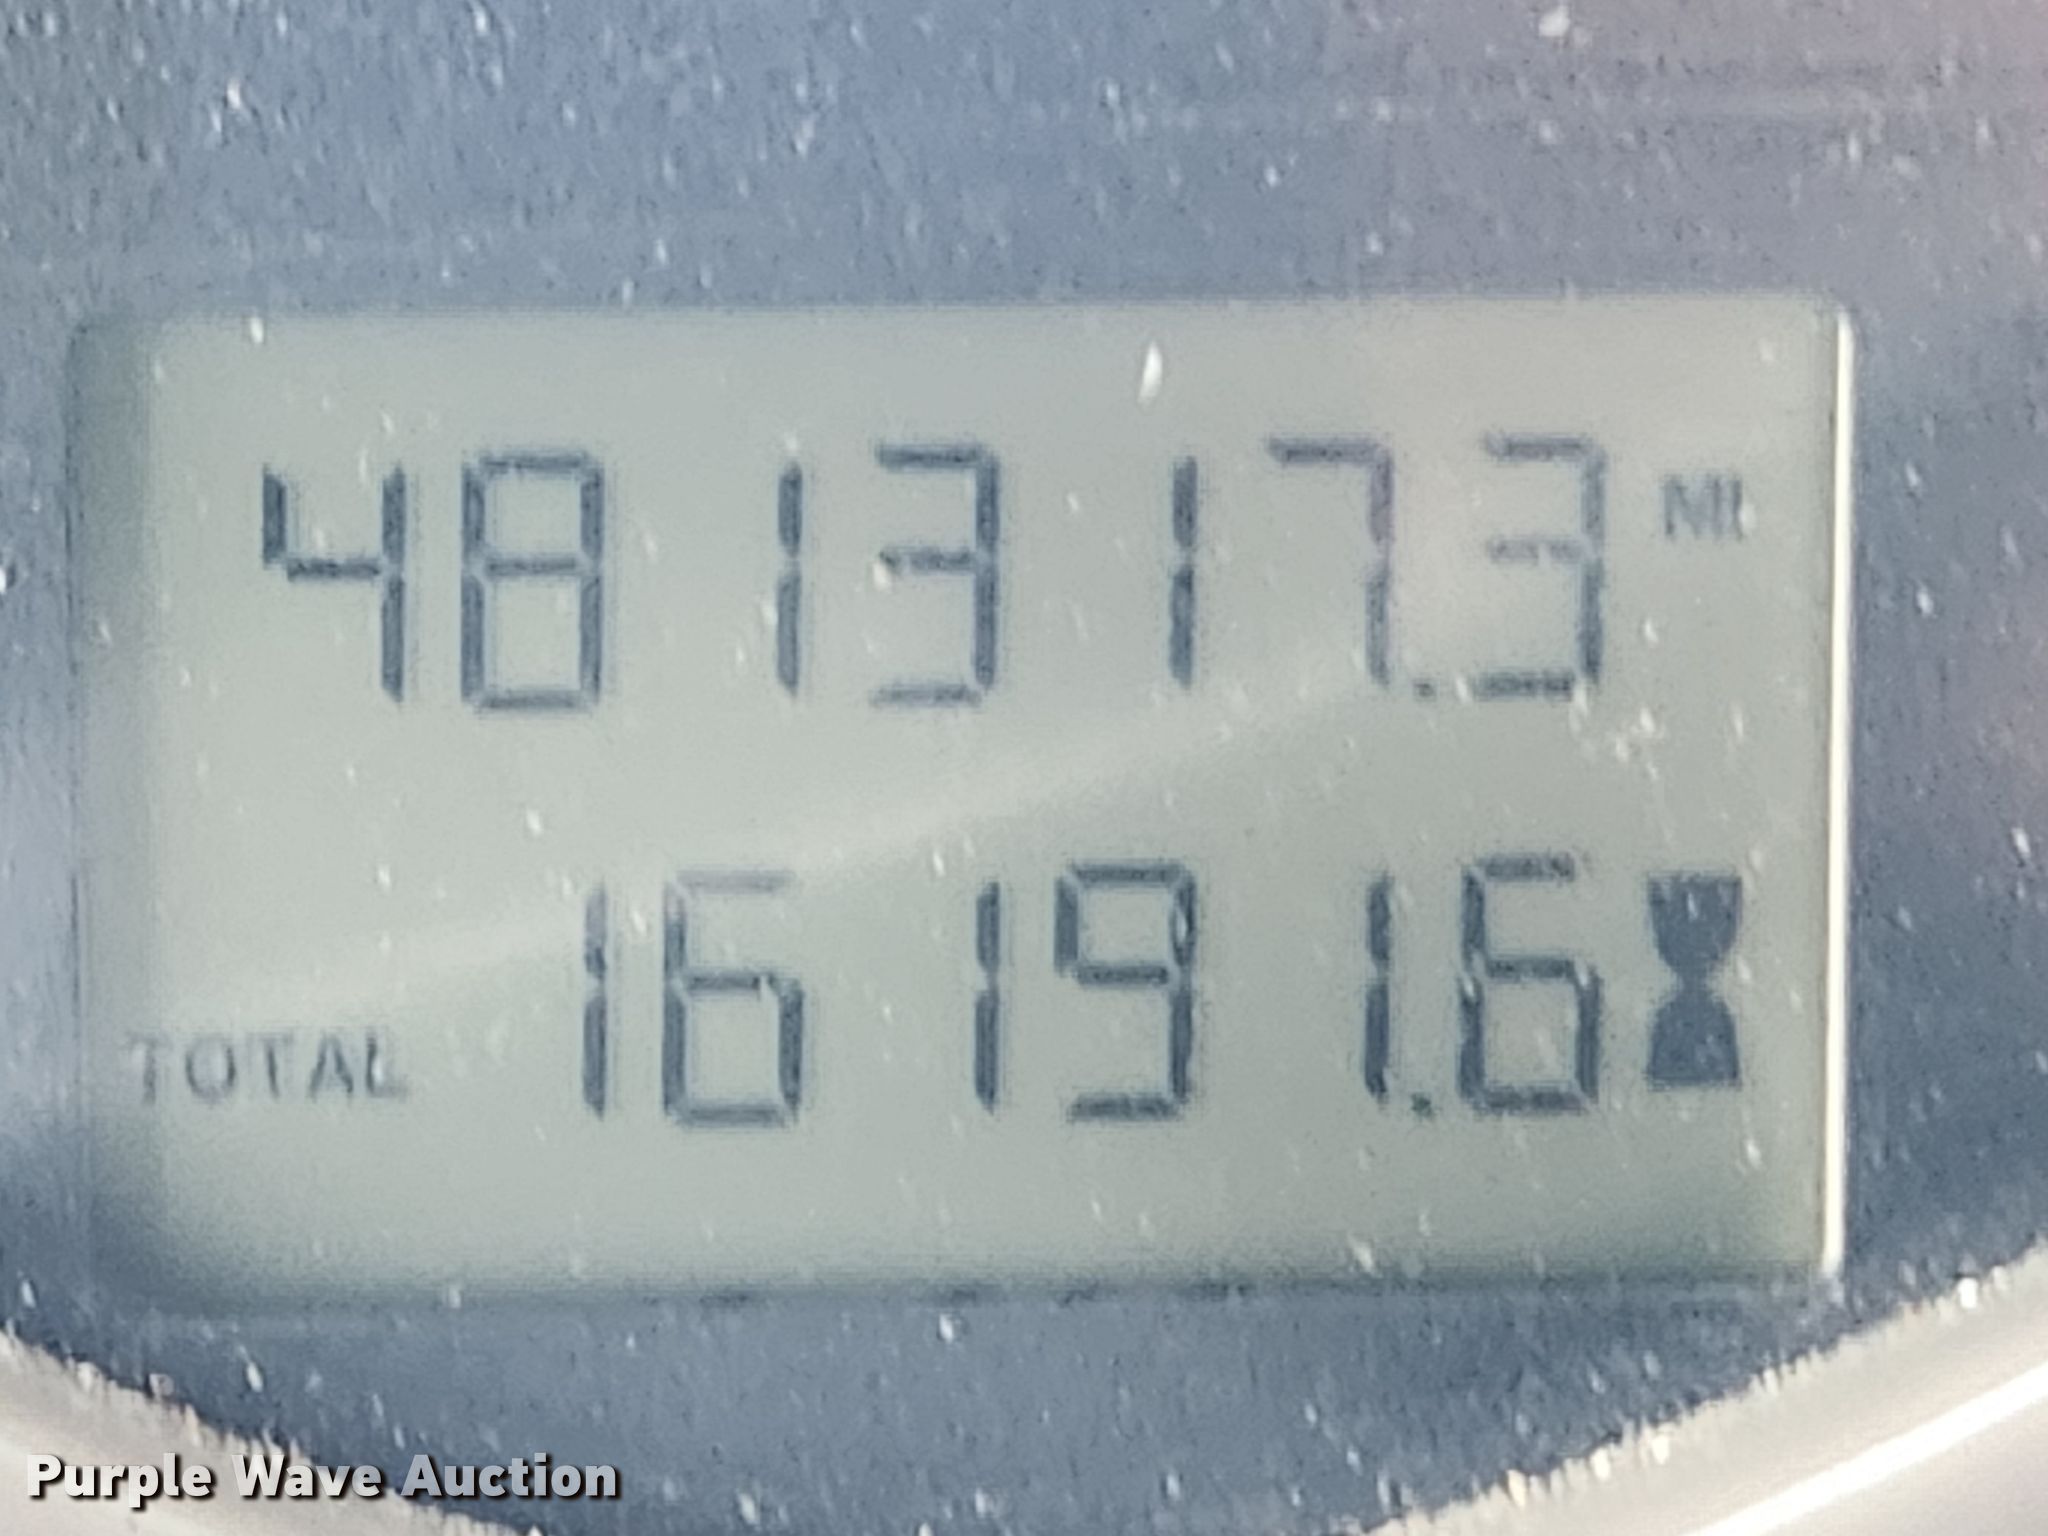 481317.3 MI
TOTAL 16191.6
Purple Wave Auction